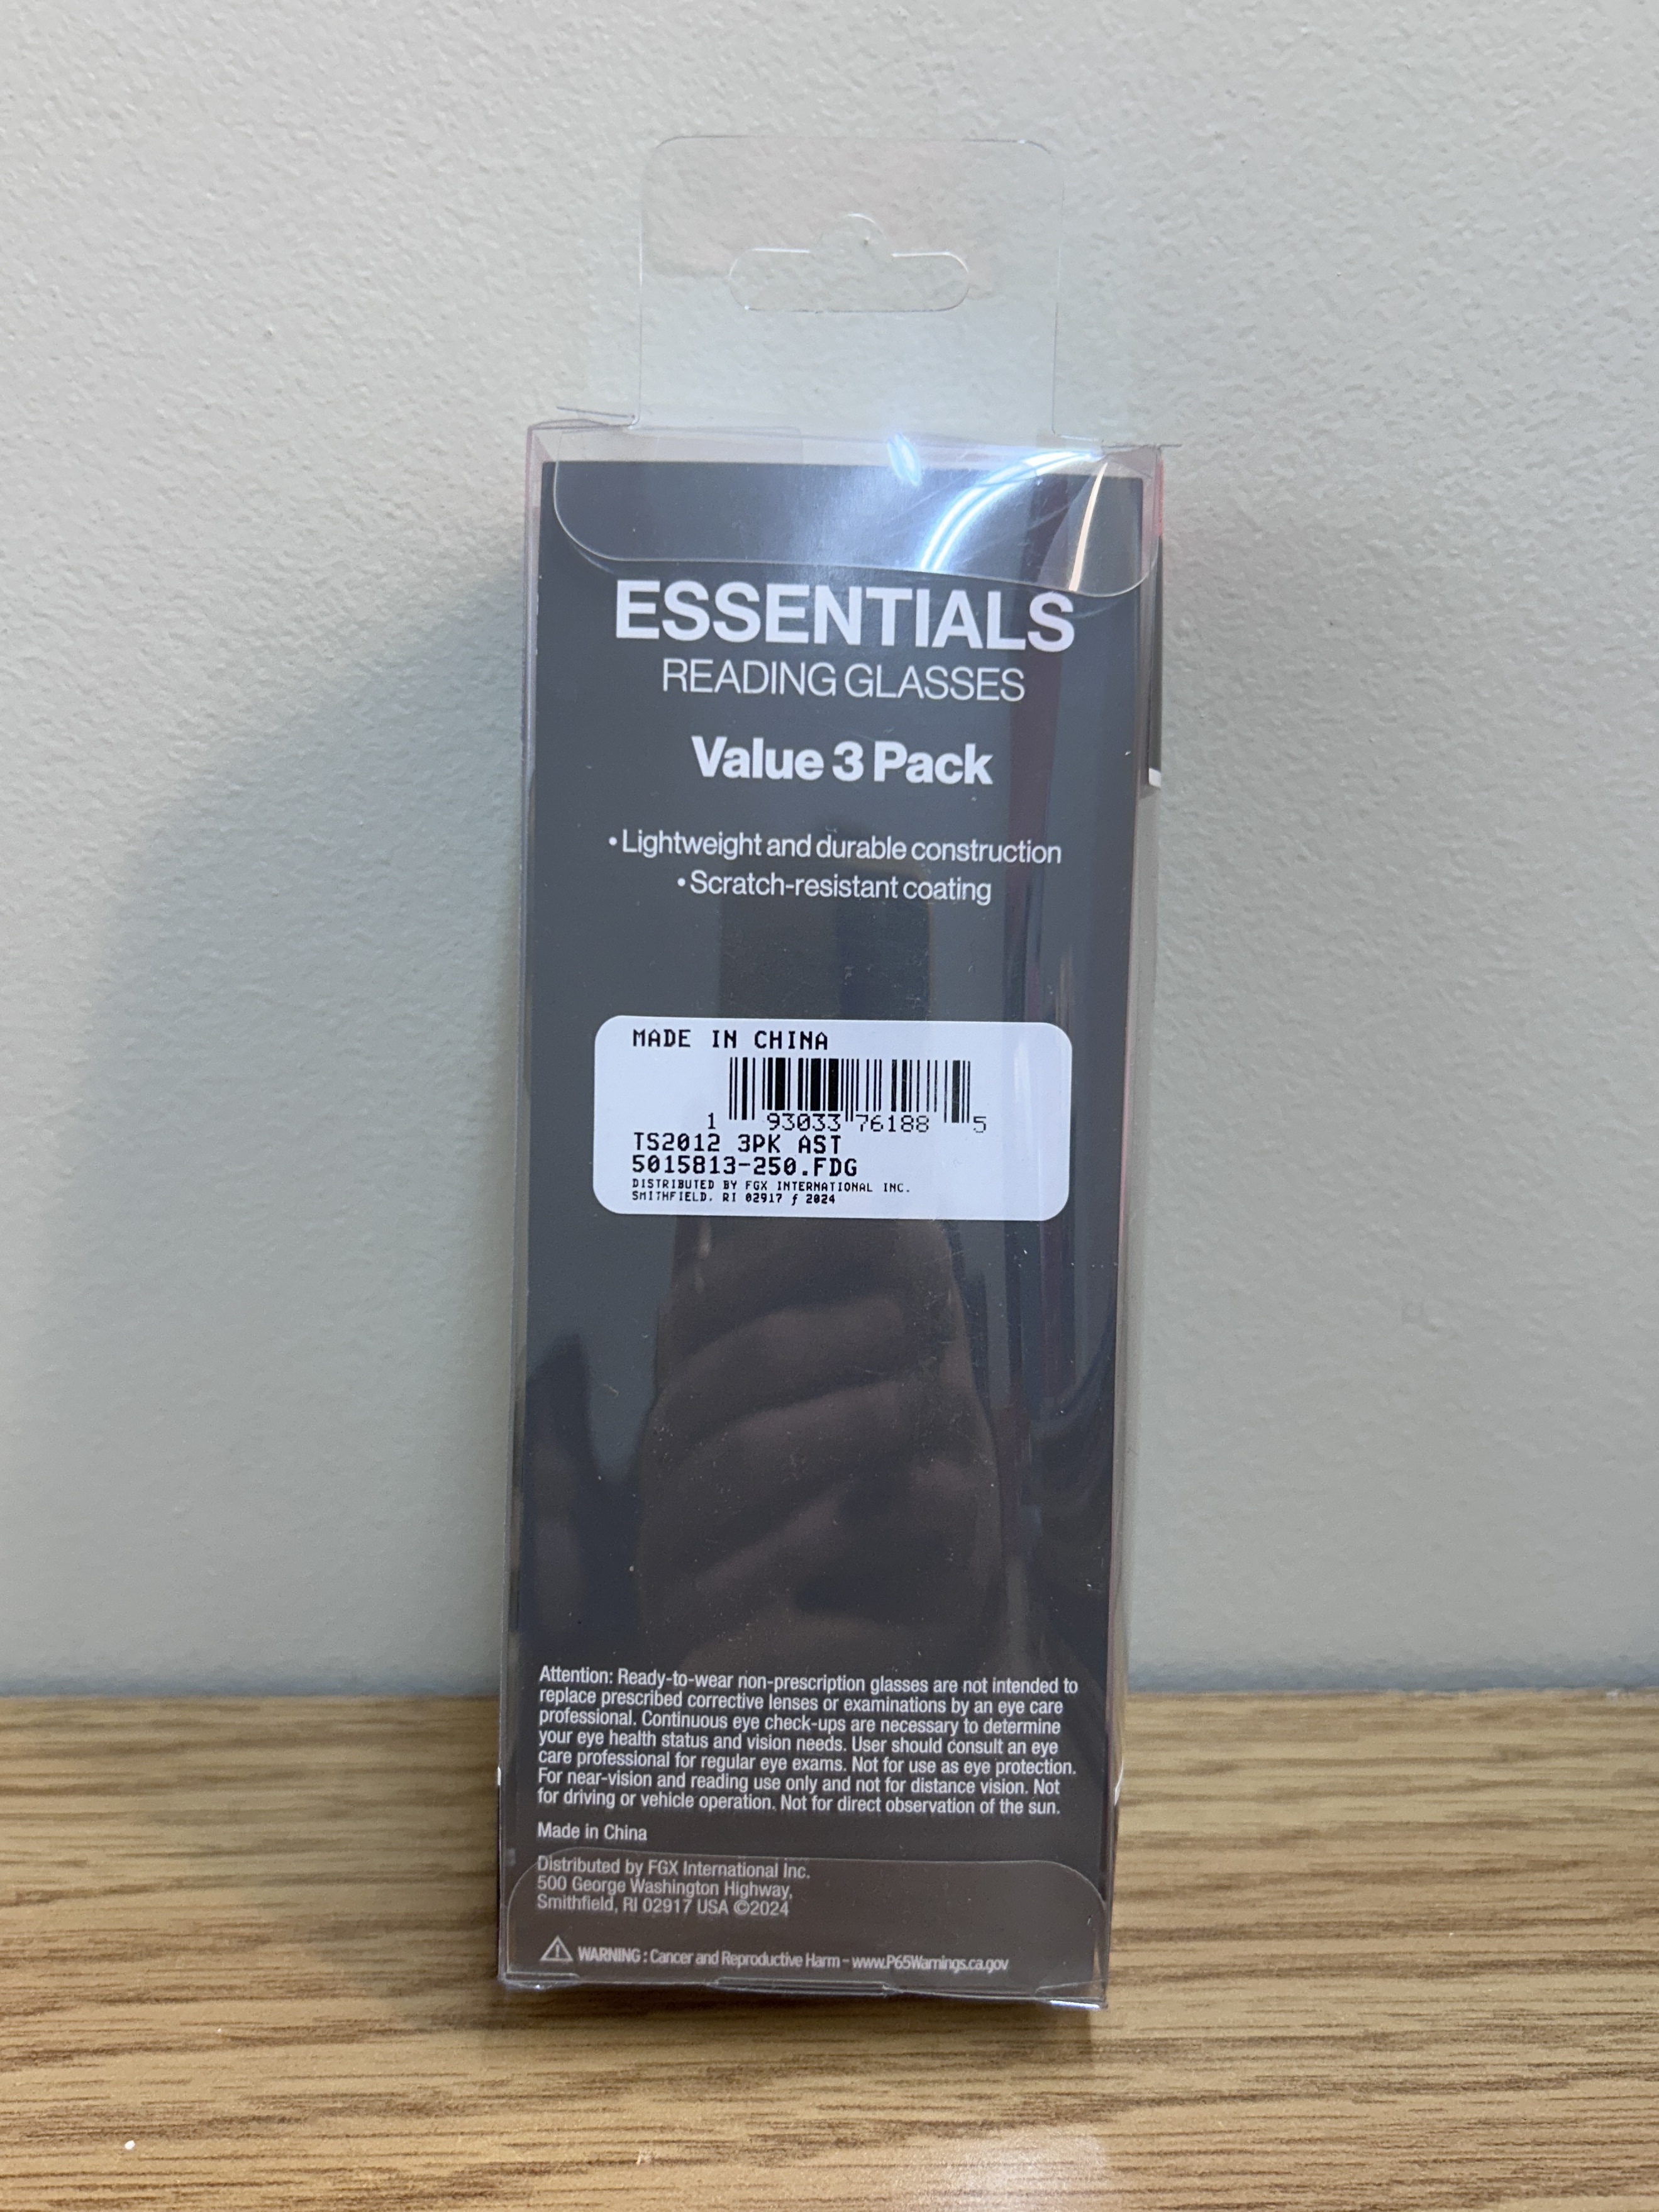 ESSENTIALS
READING GLASSES
Value 3 Pack
• Lightweight and durable construction
• Scratch-resistant coating
MADE IN CHINA
1 93033 76188 5
TS2012 3PK AST
5015813-250.FDG
DISTRIBUTED BY FGX INTERNATIONAL INC.
SMITHFIELD, RI 02917 ƒ 2024
Attention: Ready-to-wear non-prescription glasses are not intended to
replace prescribed corrective lenses or examinations by an eye care
professional. Continuous eye check-ups are necessary to determine
your eye health status and vision needs. User should consult an eye
care professional for regular eye exams. Not for use as eye protection.
For near-vision and reading use only and not for distance vision. Not
for driving or vehicle operation. Not for direct observation of the sun.
Made in China
Distributed by FGX International Inc.
500 George Washington Highway,
Smithfield, RI 02917 USA ©2024
⚠ WARNING : Cancer and Reproductive Harm – www.P65Warnings.ca.gov